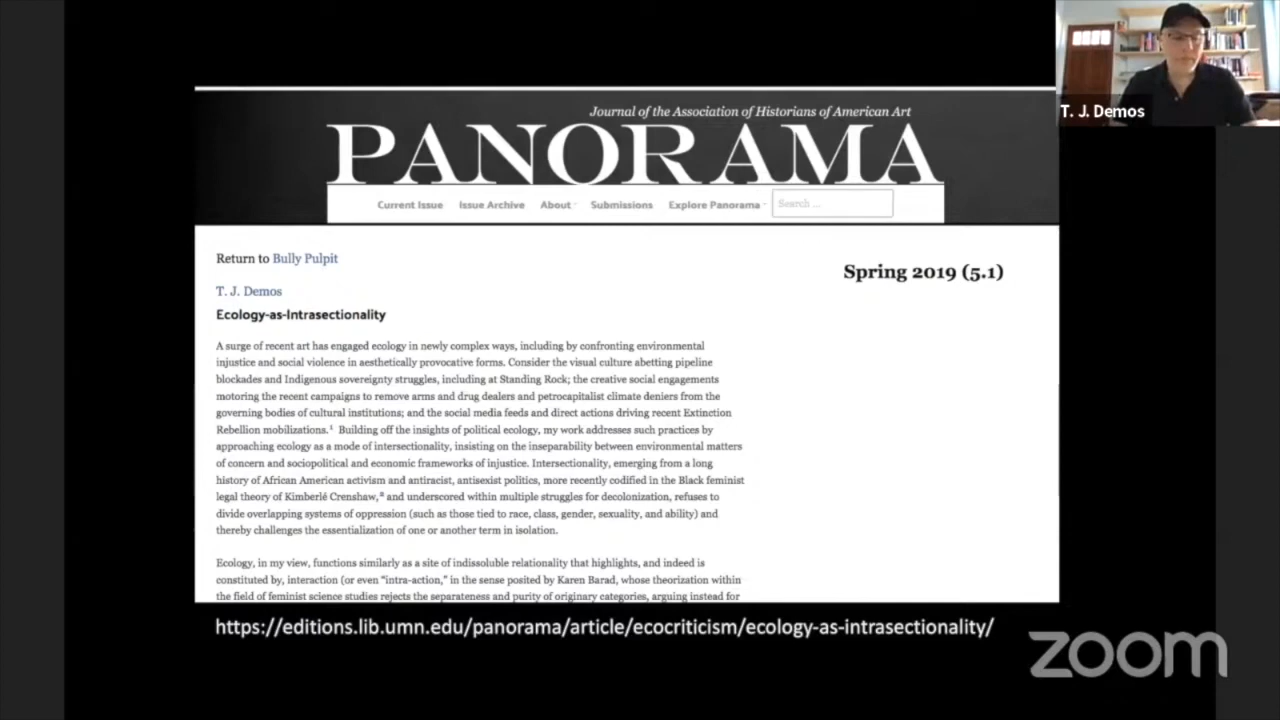 T. J. Demos
Journal of the Association of Historians of American Art
PANORAMA
Current Issue Issue Archive About Submissions Explore Panorama Search ...
Return to Bully Pulpit
Spring 2019 (5.1)
T. J. Demos
Ecology-as-Intrasectionality
A surge of recent art has engaged ecology in newly complex ways, including by confronting environmental
injustice and social violence in aesthetically provocative forms. Consider the visual culture abetting pipeline
blockades and Indigenous sovereignty struggles, including at Standing Rock; the creative social engagements
motoring the recent campaigns to remove arms and drug dealers and petrocapitalist climate deniers from the
governing bodies of cultural institutions; and the social media feeds and direct actions driving recent Extinction
Rebellion mobilizations.¹ Building off the insights of political ecology, my work addresses such practices by
approaching ecology as a mode of intersectionality, insisting on the inseparability between environmental matters
of concern and sociopolitical and economic frameworks of injustice. Intersectionality, emerging from a long
history of African American activism and antiracist, antisexist politics, more recently codified in the Black feminist
legal theory of Kimberlé Crenshaw,² and underscored within multiple struggles for decolonization, refuses to
divide overlapping systems of oppression (such as those tied to race, class, gender, sexuality, and ability) and
thereby challenges the essentialization of one or another term in isolation.
Ecology, in my view, functions similarly as a site of indissoluble relationality that highlights, and indeed is
constituted by, interaction (or even “intra-action,” in the sense posited by Karen Barad, whose theorization within
the field of feminist science studies rejects the separateness and purity of originary categories, arguing instead for
https://editions.lib.umn.edu/panorama/article/ecocriticism/ecology-as-intrasectionality/
zoom